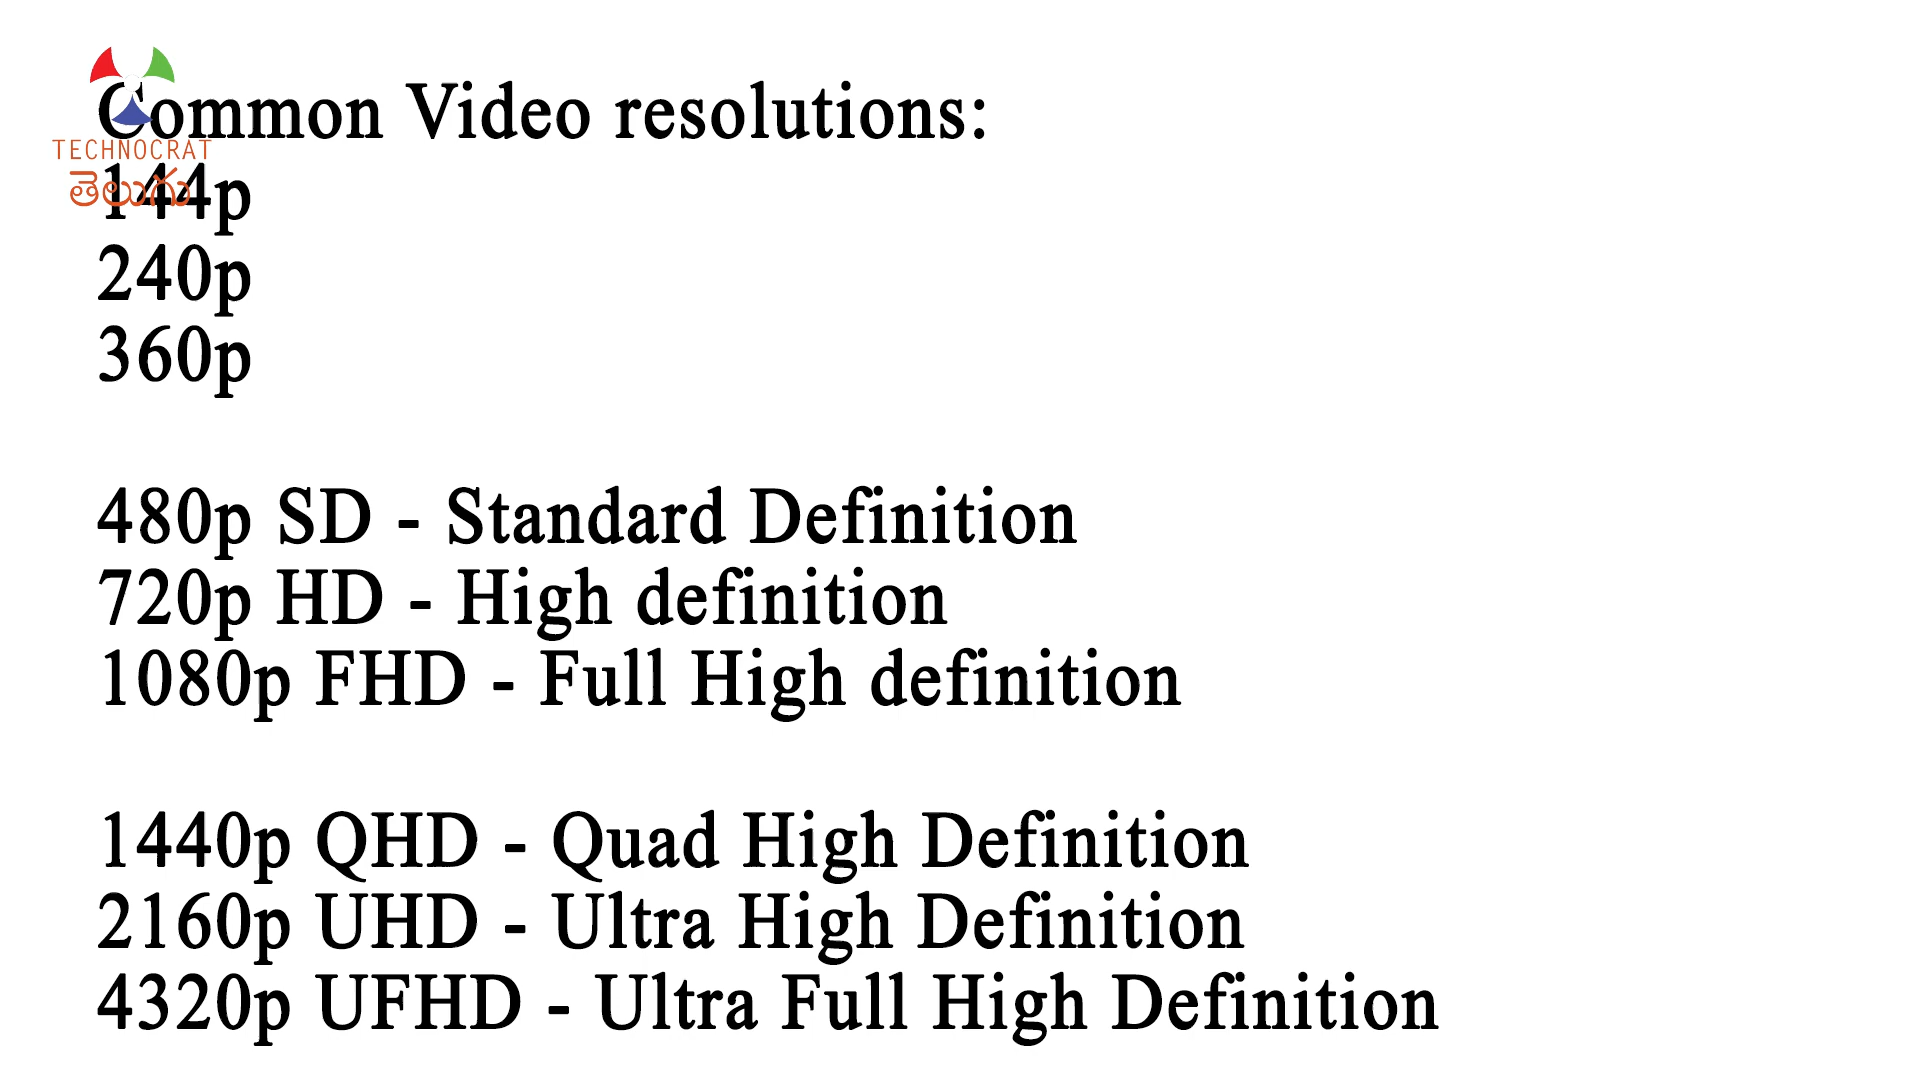 Common Video resolutions:
TECHNOCRAT
తెలుగు
144p
240p
360p
480p SD - Standard Definition
720p HD - High definition
1080p FHD - Full High definition
1440p QHD - Quad High Definition
2160p UHD - Ultra High Definition
4320p UFHD - Ultra Full High Definition